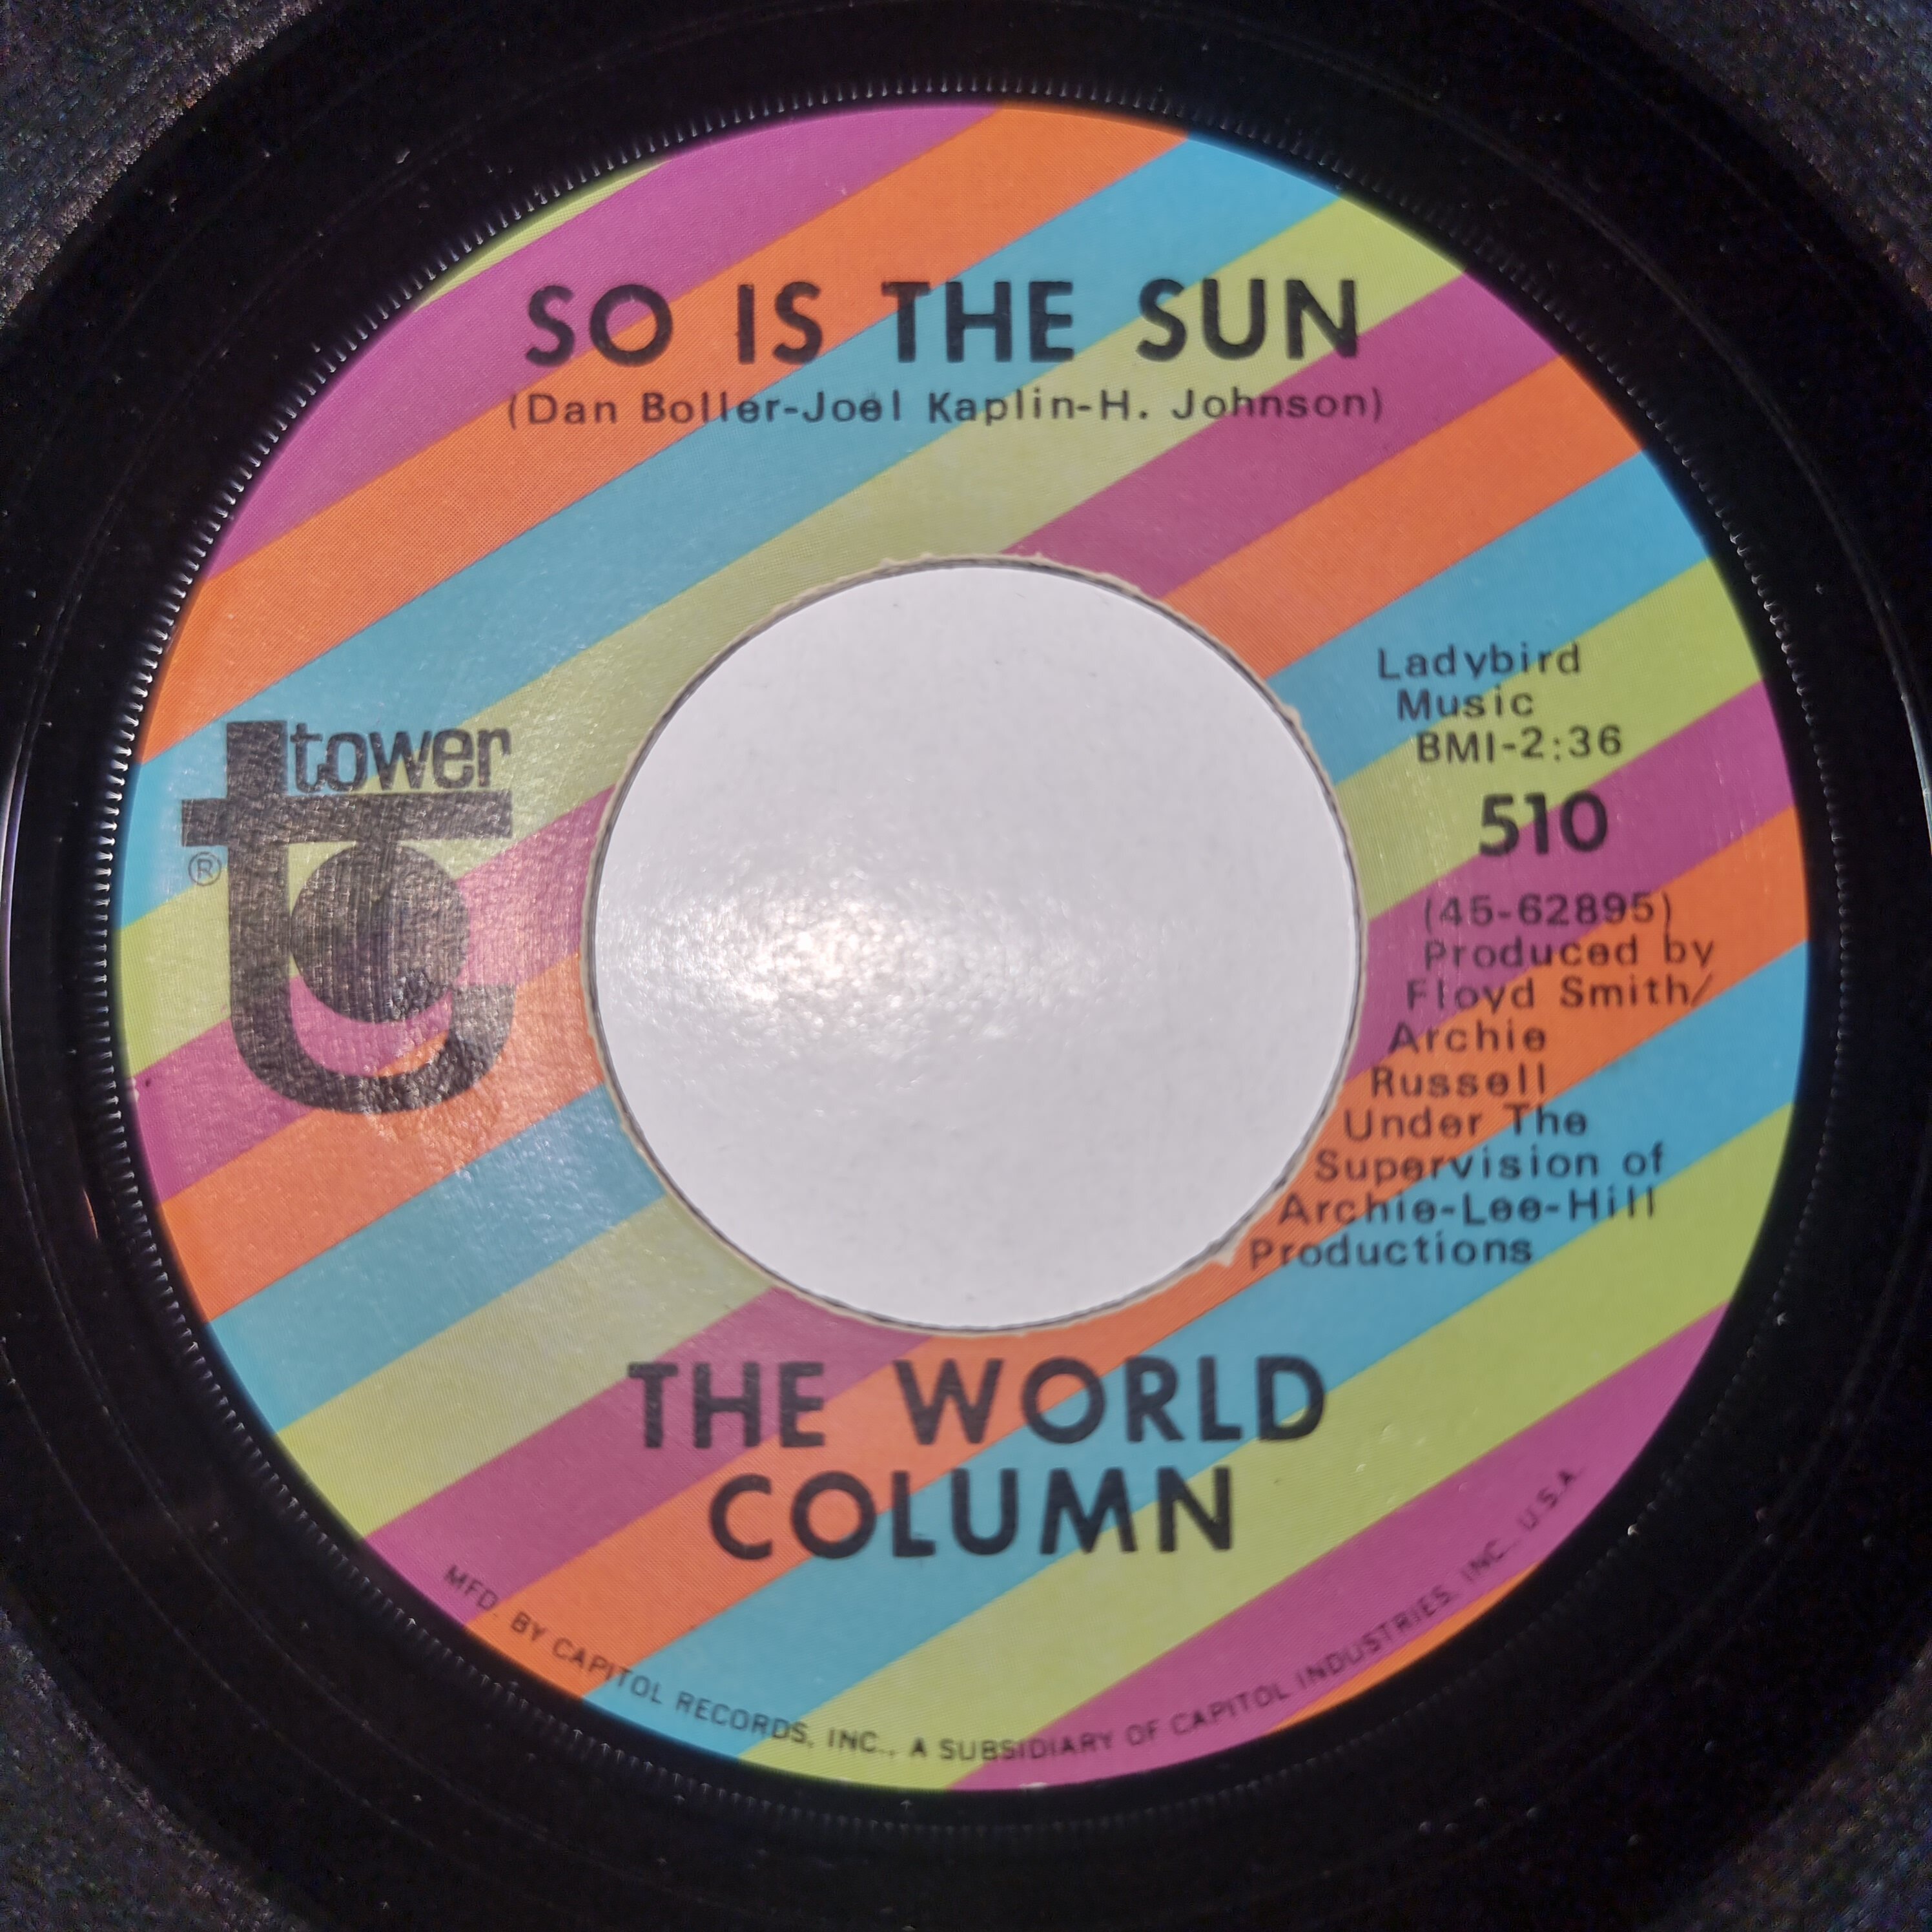 SO IS THE SUN
(Dan Boller-Joel Kaplin-H. Johnson)
tower
®
Ladybird
Music
BMI-2:36
510
(45-62895)
Produced by
Floyd Smith/
Archie
Russell
Under The
Supervision of
Archie-Lee-Hill
Productions
THE WORLD
COLUMN
MFD. BY CAPITOL RECORDS, INC., A SUBSIDIARY OF CAPITOL INDUSTRIES, INC., U.S.A.